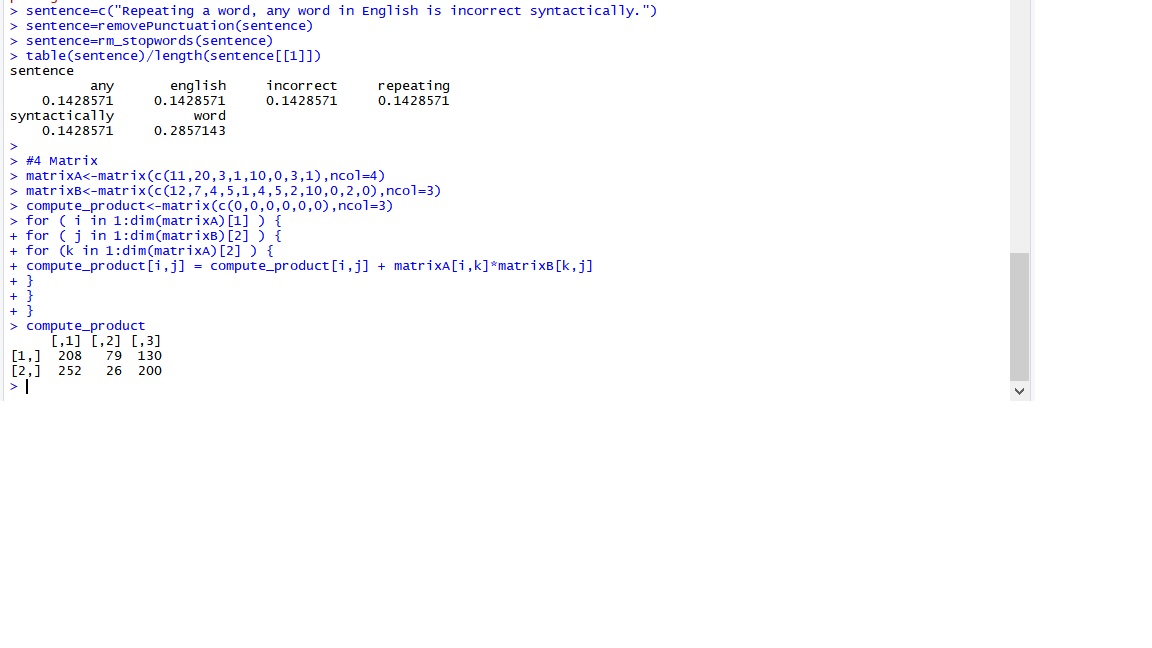 > sentence=c("Repeating a word, any word in English is incorrect syntactically.")
> sentence=removePunctuation(sentence)
> sentence=rm_stopwords(sentence)
> table(sentence)/length(sentence[[1]])
sentence
any english incorrect repeating
0.1428571 0.1428571 0.1428571 0.1428571
syntactically word
0.1428571 0.2857143
>
> #4 Matrix
> matrixA<-matrix(c(11,20,3,1,10,0,3,1),ncol=4)
> matrixB<-matrix(c(12,7,4,5,1,4,5,2,10,0,2,0),ncol=3)
> compute_product<-matrix(c(0,0,0,0,0,0),ncol=3)
> for ( i in 1:dim(matrixA)[1] ) {
+ for ( j in 1:dim(matrixB)[2] ) {
+ for (k in 1:dim(matrixA)[2] ) {
+ compute_product[i,j] = compute_product[i,j] + matrixA[i,k]*matrixB[k,j]
+ }
+ }
+ }
> compute_product
[,1] [,2] [,3]
[1,] 208 79 130
[2,] 252 26 200
>